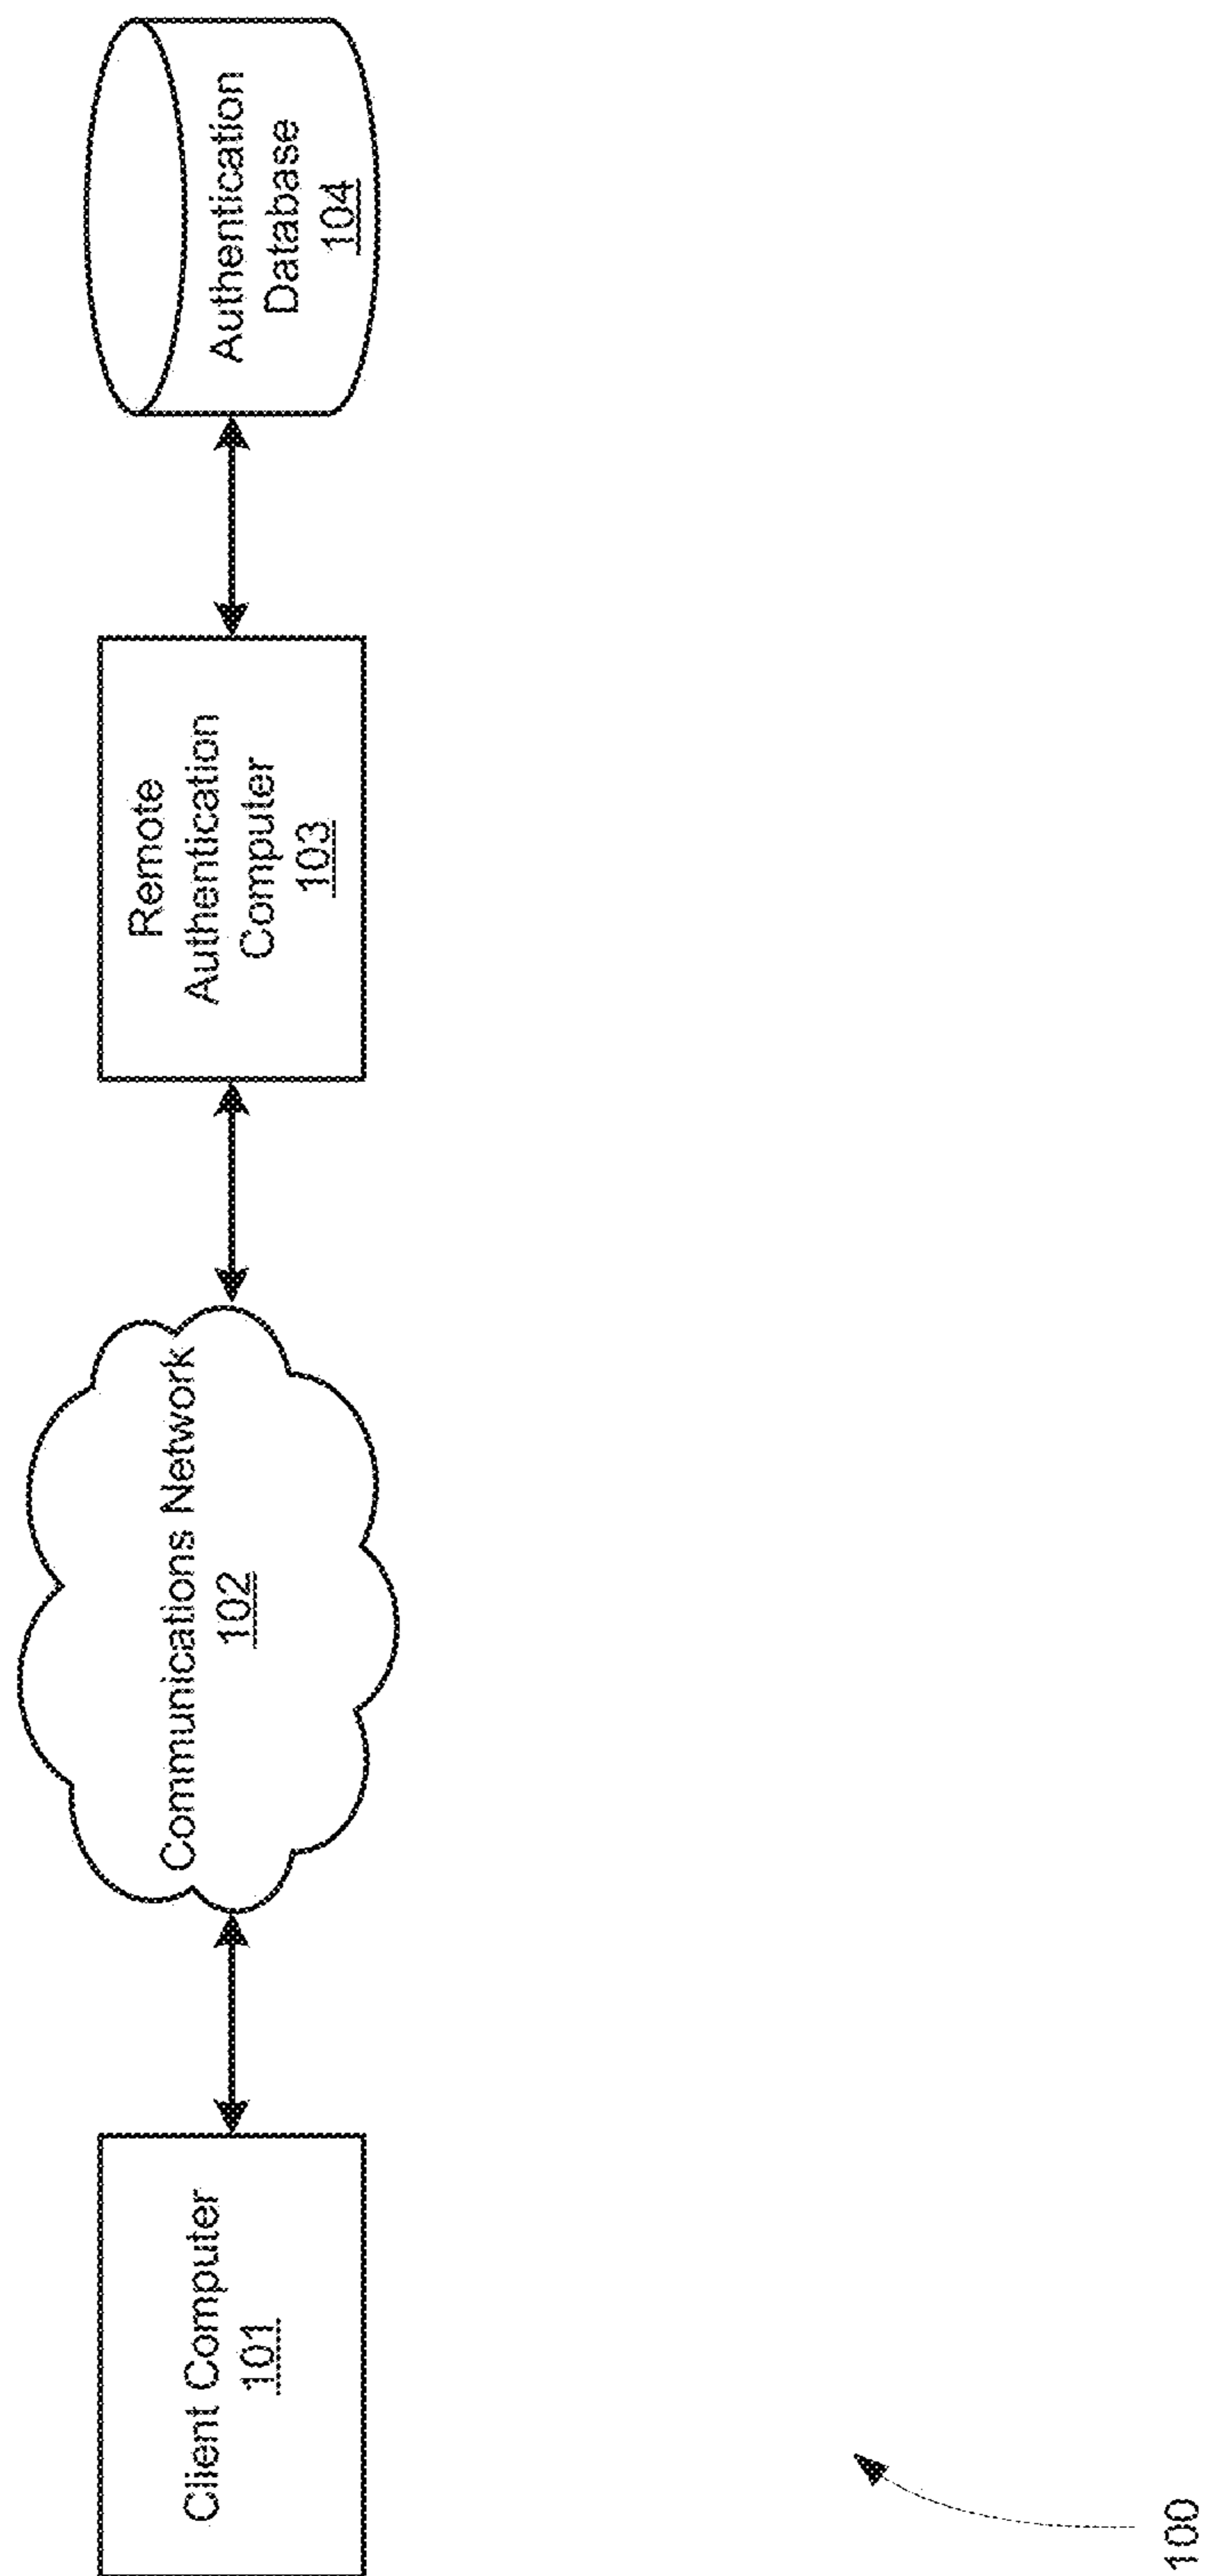 Client Computer
101
Communications Network
102
Remote
Authentication
Computer
103
Authentication
Database
104
100